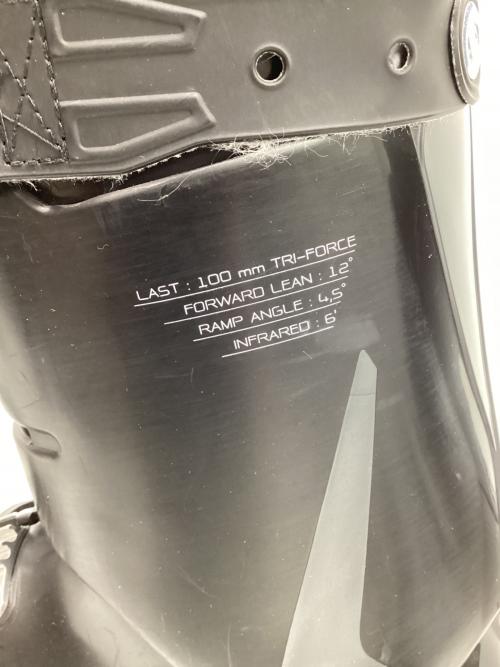 LAST : 100 mm TRI-FORCE
FORWARD LEAN : 12°
RAMP ANGLE : 4,5°
INFRARED : 6'